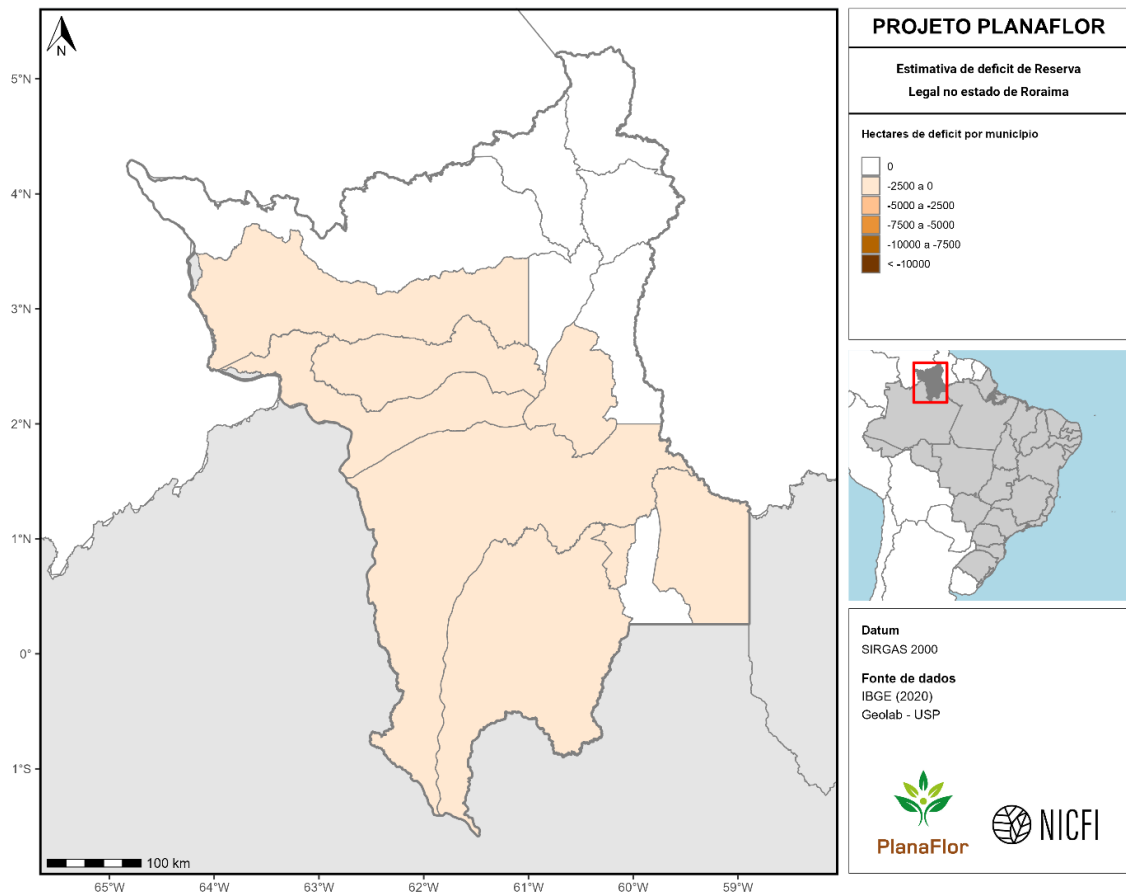 N
5°N
4°N
3°N
2°N
1°N
0°
1°S
100 km
65°W
64°W
63°W
62°W
61°W
60°W
59°W
PROJETO PLANAFLOR
Estimativa de deficit de Reserva
Legal no estado de Roraima
Hectares de deficit por município
0
-2500 a 0
-5000 a -2500
-7500 a -5000
-10000 a -7500
< -10000
Datum
SIRGAS 2000
Fonte de dados
IBGE (2020)
Geolab - USP
PlanaFlor
NICFI